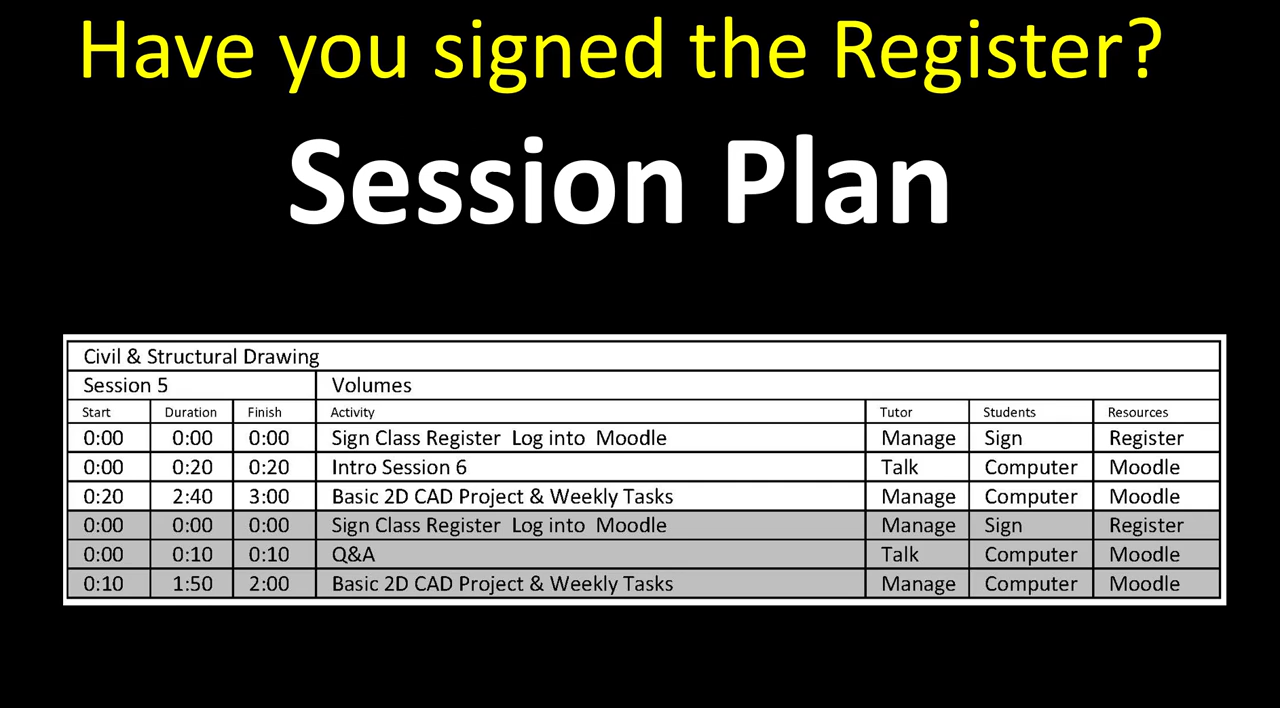 Have you signed the Register?
Session Plan
Civil & Structural Drawing
Session 5 Volumes
Start Duration Finish Activity Tutor Students Resources
0:00 0:00 0:00 Sign Class Register Log into Moodle Manage Sign Register
0:00 0:20 0:20 Intro Session 6 Talk Computer Moodle
0:20 2:40 3:00 Basic 2D CAD Project & Weekly Tasks Manage Computer Moodle
0:00 0:00 0:00 Sign Class Register Log into Moodle Manage Sign Register
0:00 0:10 0:10 Q&A Talk Computer Moodle
0:10 1:50 2:00 Basic 2D CAD Project & Weekly Tasks Manage Computer Moodle